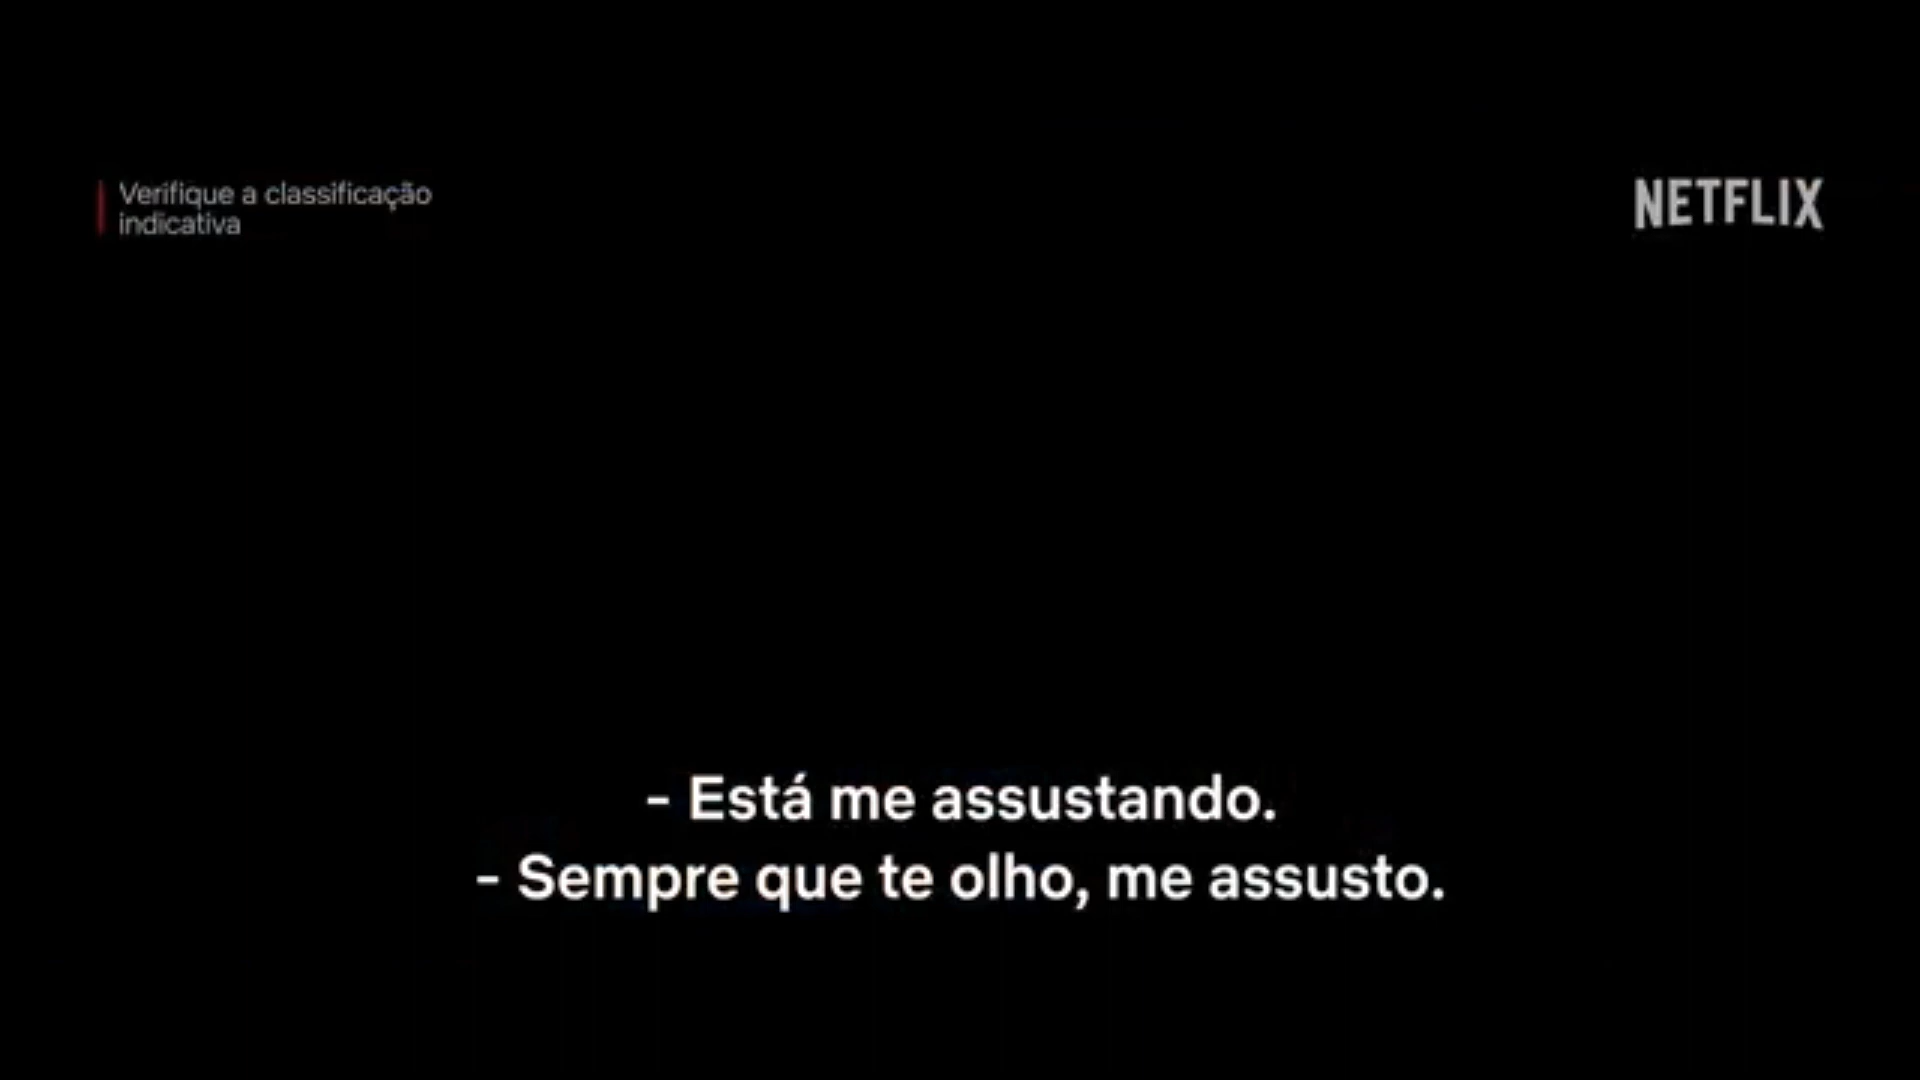 Verifique a classificação
indicativa
NETFLIX
- Está me assustando.
- Sempre que te olho, me assusto.